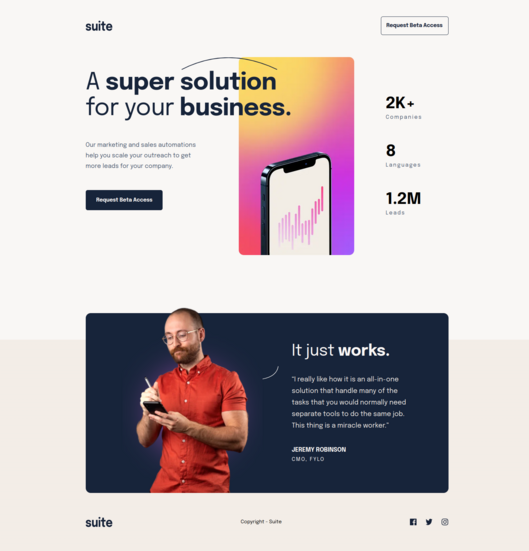 suite
Request Beta Access
A super solution
for your business.
Our marketing and sales automations
help you scale your outreach to get
more leads for your company.
Request Beta Access
2K+
Companies
8
Languages
1.2M
Leads
It just works.
"I really like how it is an all-in-one
solution that handle many of the
tasks that you would normally need
separate tools to do the same job.
This thing is a miracle worker."
JEREMY ROBINSON
CMO, FYLO
suite
Copyright - Suite